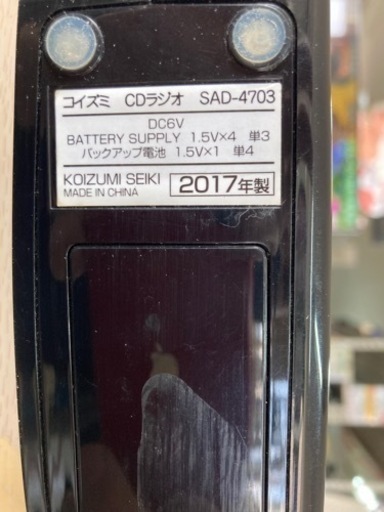 コイズミ CDラジオ SAD-4703
DC6V
BATTERY SUPPLY 1.5V×4 単3
バックアップ電池 1.5V×1 単4
KOIZUMI SEIKI
MADE IN CHINA
2017年製